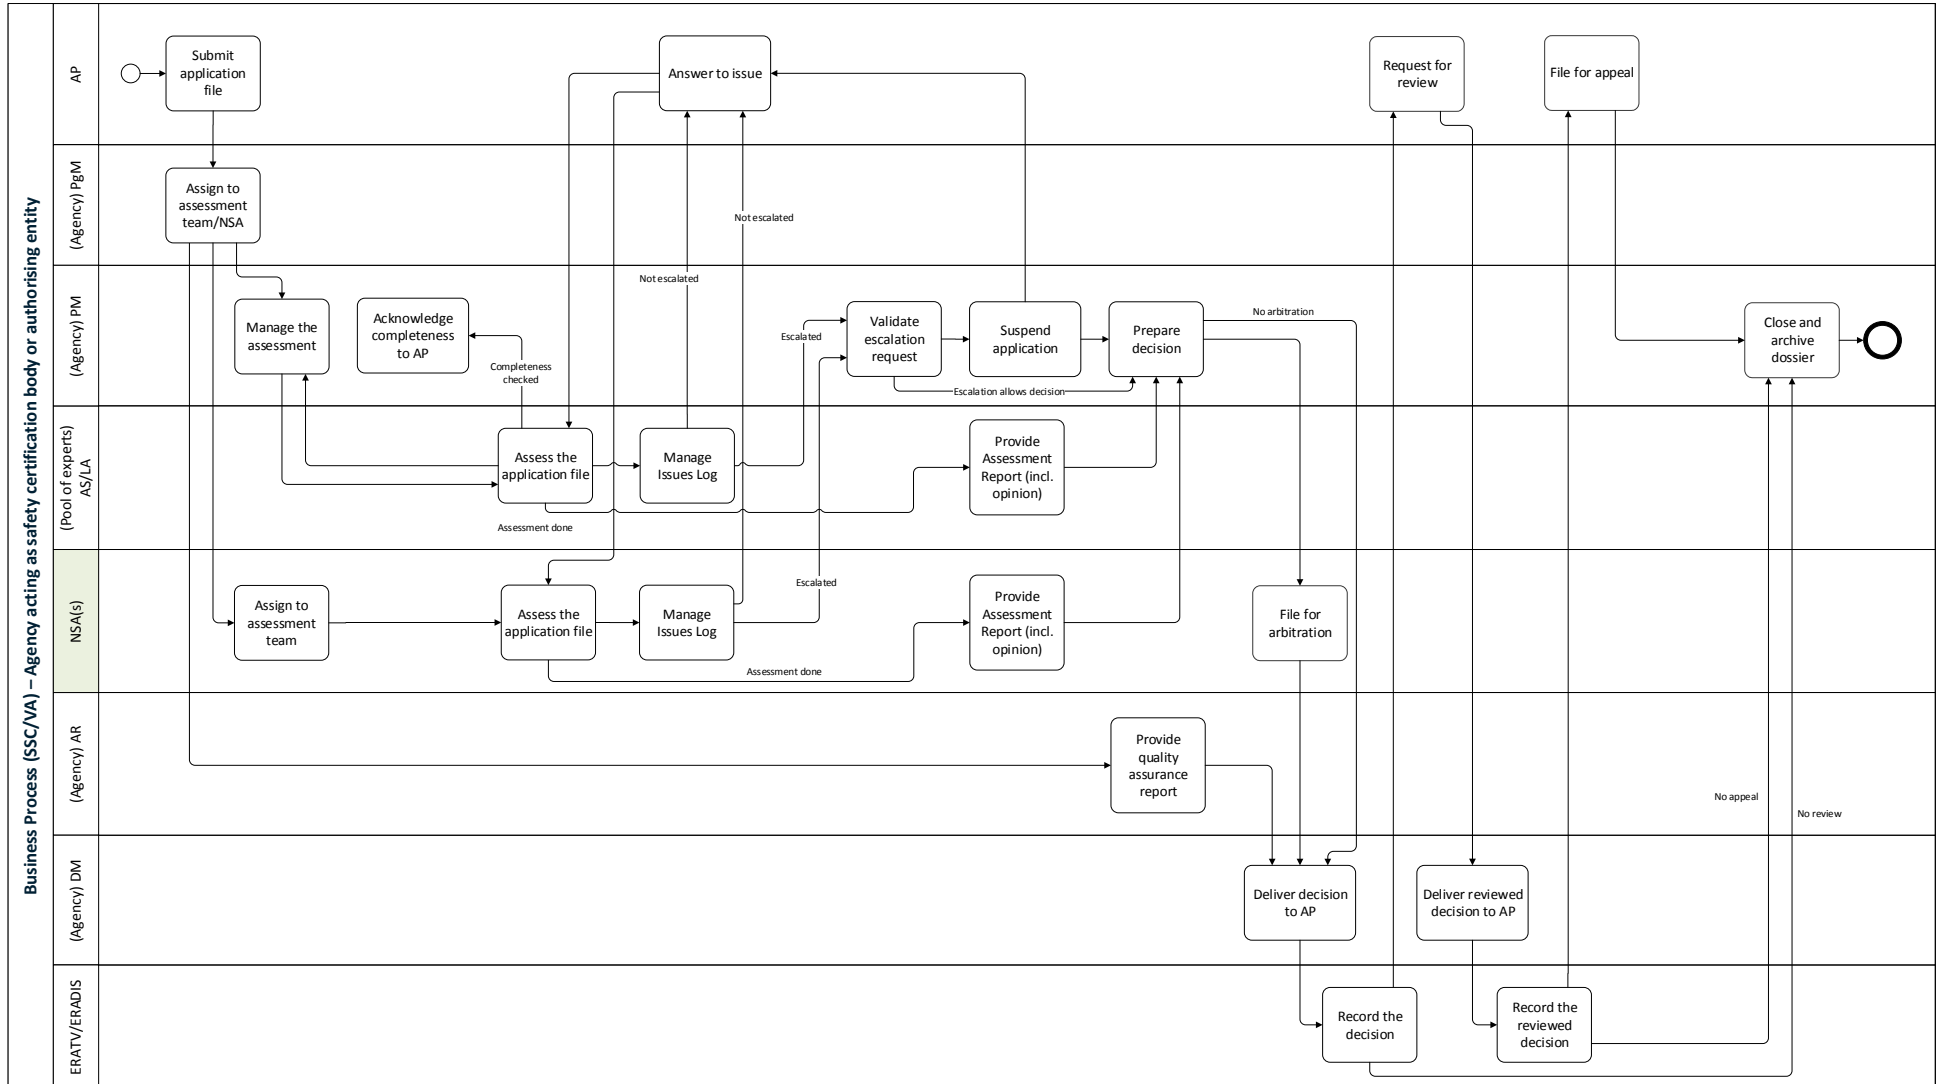 Business Process (SSC/VA) – Agency acting as safety certification body or authorising entity
AP
Submit
application
file
Answer to issue
Request for
review
File for appeal
(Agency) PgM
Assign to
assessment
team/NSA
Not escalated
(Agency) PM
Manage the
assessment
Acknowledge
completeness
to AP
Completeness
checked
Not escalated
Escalated
Validate
escalation
request
Suspend
application
Escalation allows decision
Prepare
decision
No arbitration
Close and
archive
dossier
(Pool of experts)
AS/LA
Assess the
application file
Manage
Issues Log
Provide
Assessment
Report (incl.
opinion)
Assessment done
NSA(s)
Assign to
assessment
team
Assess the
application file
Manage
Issues Log
Escalated
Provide
Assessment
Report (incl.
opinion)
Assessment done
File for
arbitration
(Agency) AR
Provide
quality
assurance
report
No appeal
No review
(Agency) DM
Deliver decision
to AP
Deliver reviewed
decision to AP
ERATV/ERADIS
Record the
decision
Record the
reviewed
decision